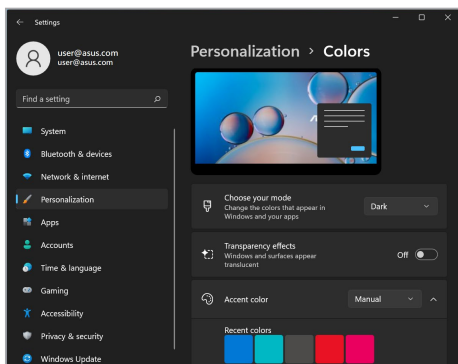 Settings
user@asus.com
user@asus.com
Find a setting
System
Bluetooth & devices
Network & internet
Personalization
Apps
Accounts
Time & language
Gaming
Accessibility
Privacy & security
Windows Update
Personalization > Colors
Choose your mode
Change the colors that appear in
Windows and your apps
Dark
Transparency effects
Windows and surfaces appear
translucent
Off
Accent color
Manual
Recent colors